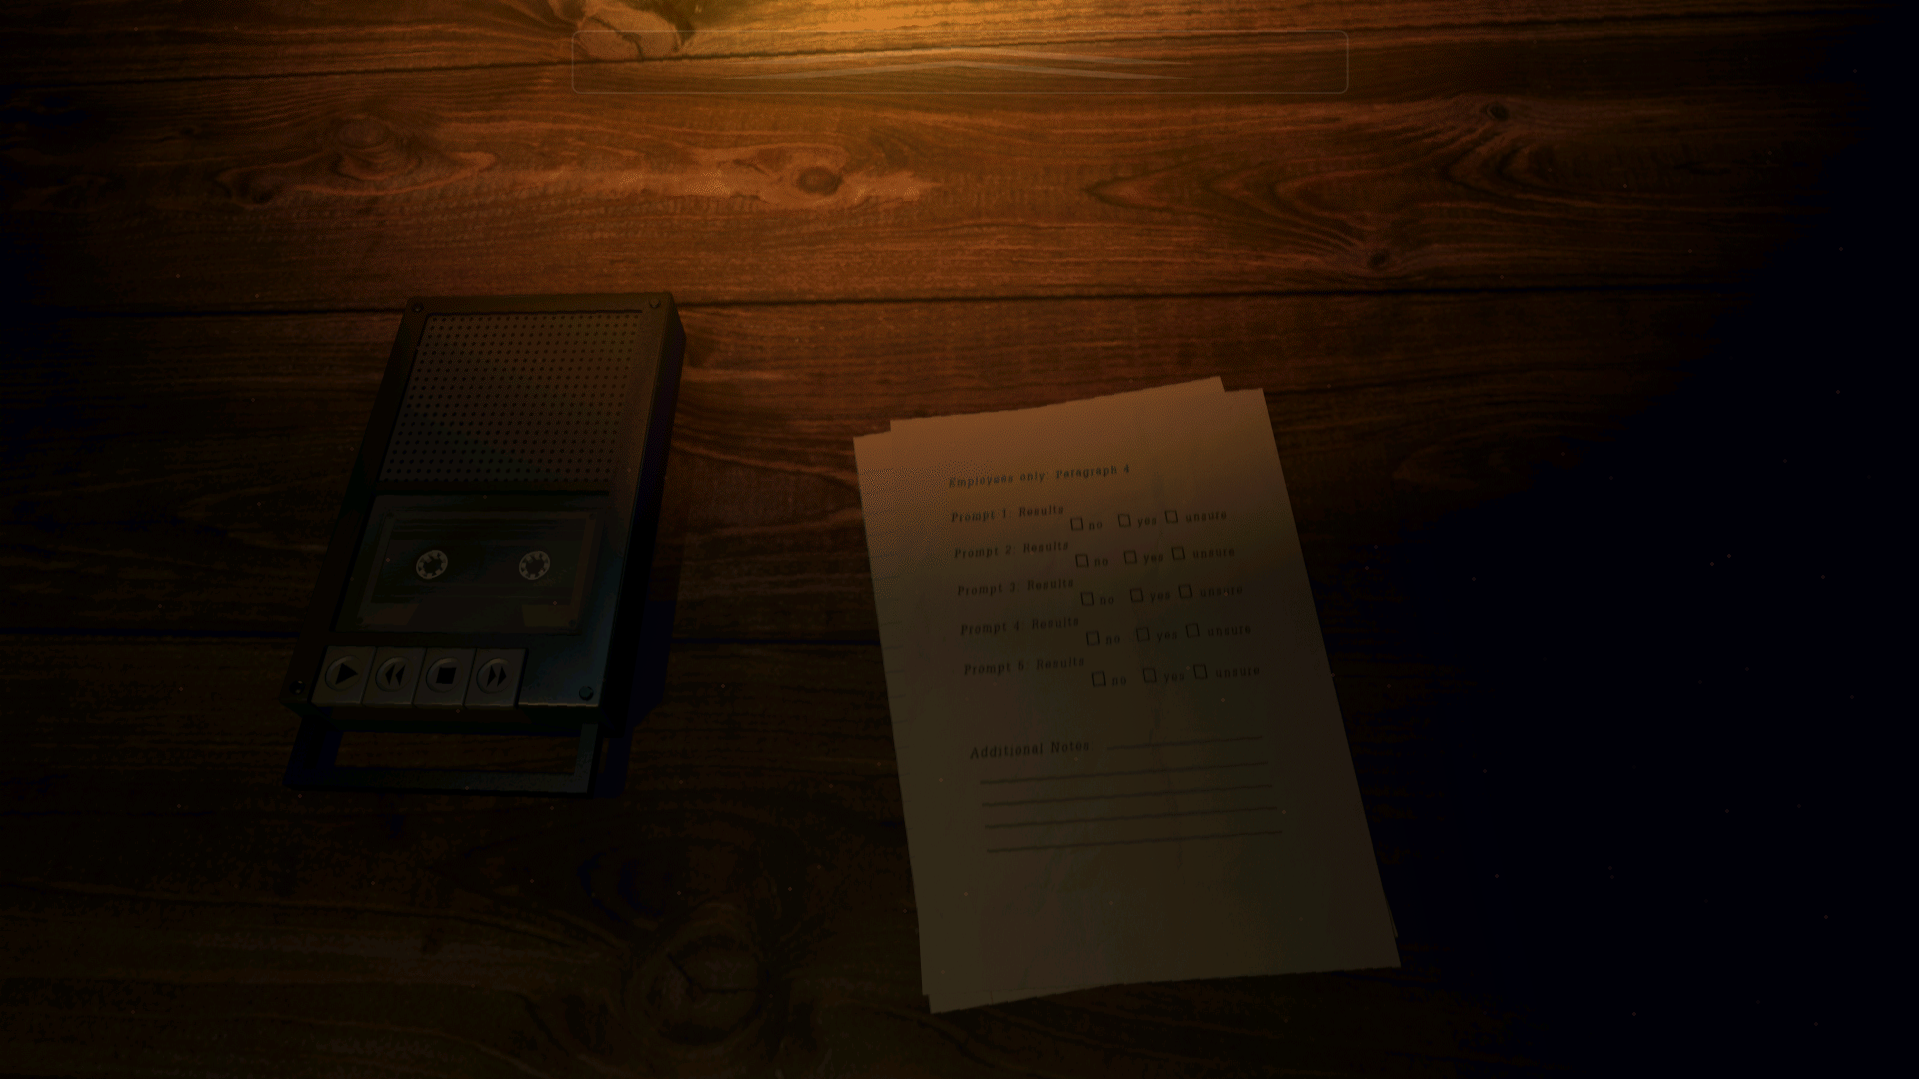 Employees only: Paragraph 4
Prompt 1: Results
no yes unsure
Prompt 2: Results
no yes unsure
Prompt 3: Results
no yes unsure
Prompt 4: Results
no yes unsure
Prompt 6: Results
no yes unsure
Additional Notes: